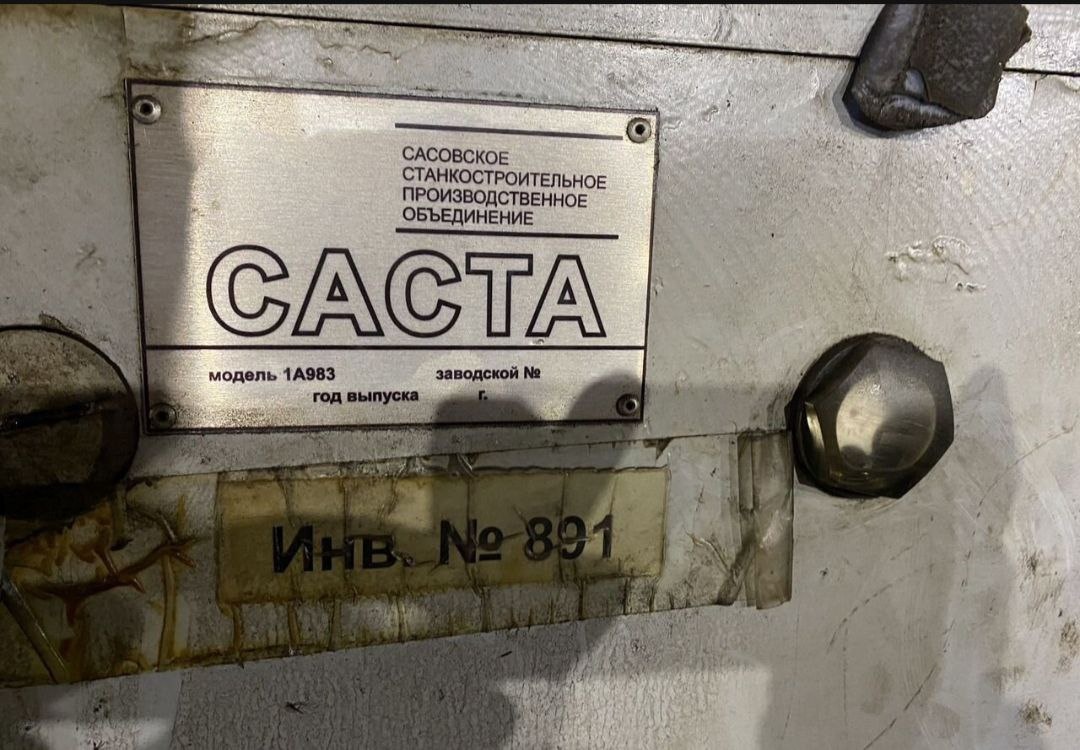 САСОВСКОЕ
СТАНКОСТРОИТЕЛЬНОЕ
ПРОИЗВОДСТВЕННОЕ
ОБЪЕДИНЕНИЕ
САСТА
модель 1А983 заводской №
год выпуска г.
Инв. № 891